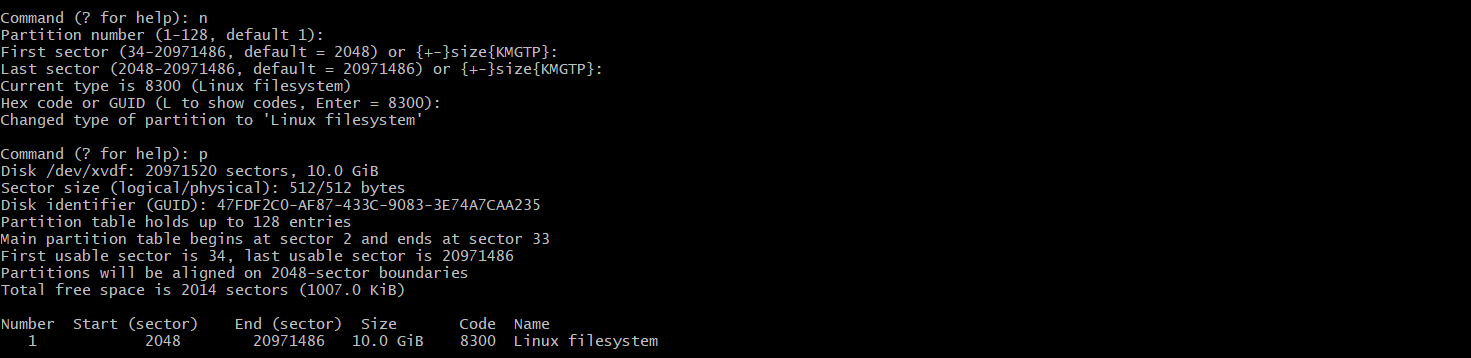 Command (? for help): n
Partition number (1-128, default 1):
First sector (34-20971486, default = 2048) or {+-}size{KMGTP}:
Last sector (2048-20971486, default = 20971486) or {+-}size{KMGTP}:
Current type is 8300 (Linux filesystem)
Hex code or GUID (L to show codes, Enter = 8300):
Changed type of partition to 'Linux filesystem'
Command (? for help): p
Disk /dev/xvdf: 20971520 sectors, 10.0 GiB
Sector size (logical/physical): 512/512 bytes
Disk identifier (GUID): 47FDF2C0-AF87-433C-9083-3E74A7CAA235
Partition table holds up to 128 entries
Main partition table begins at sector 2 and ends at sector 33
First usable sector is 34, last usable sector is 20971486
Partitions will be aligned on 2048-sector boundaries
Total free space is 2014 sectors (1007.0 KiB)
Number  Start (sector)    End (sector)  Size       Code  Name
   1            2048        20971486   10.0 GiB    8300  Linux filesystem